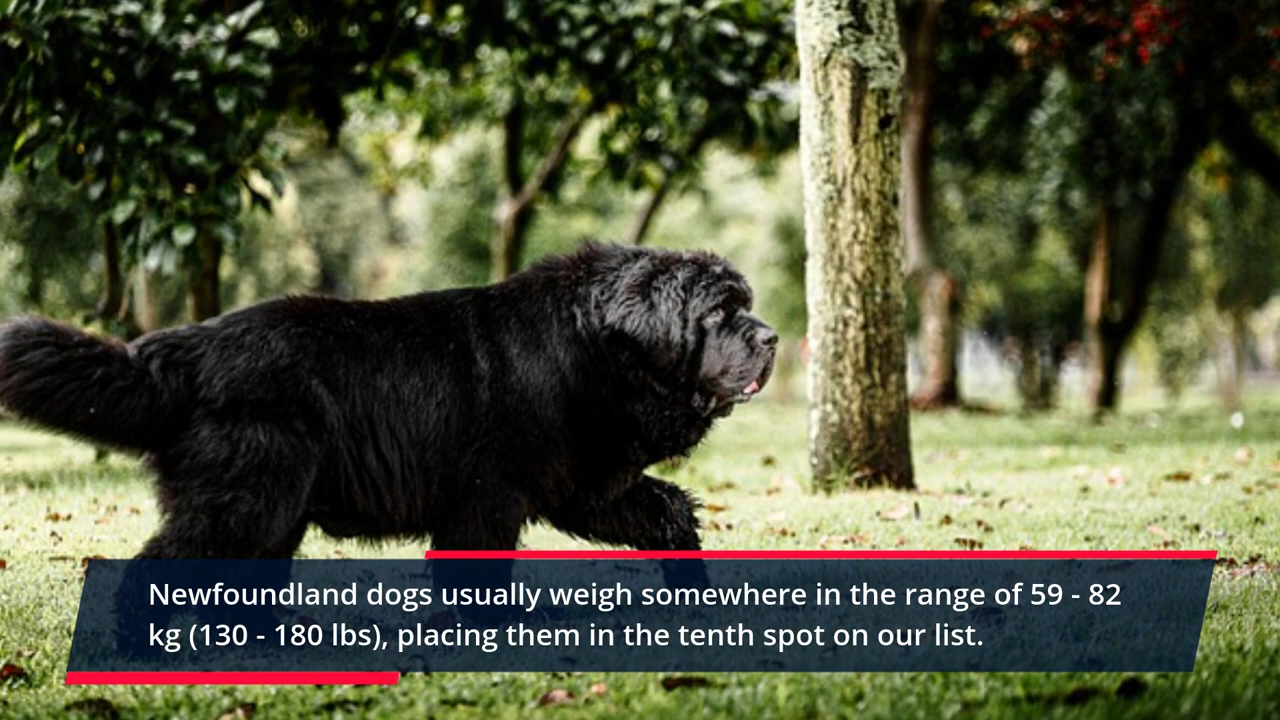 Newfoundland dogs usually weigh somewhere in the range of 59 - 82
kg (130 - 180 lbs), placing them in the tenth spot on our list.